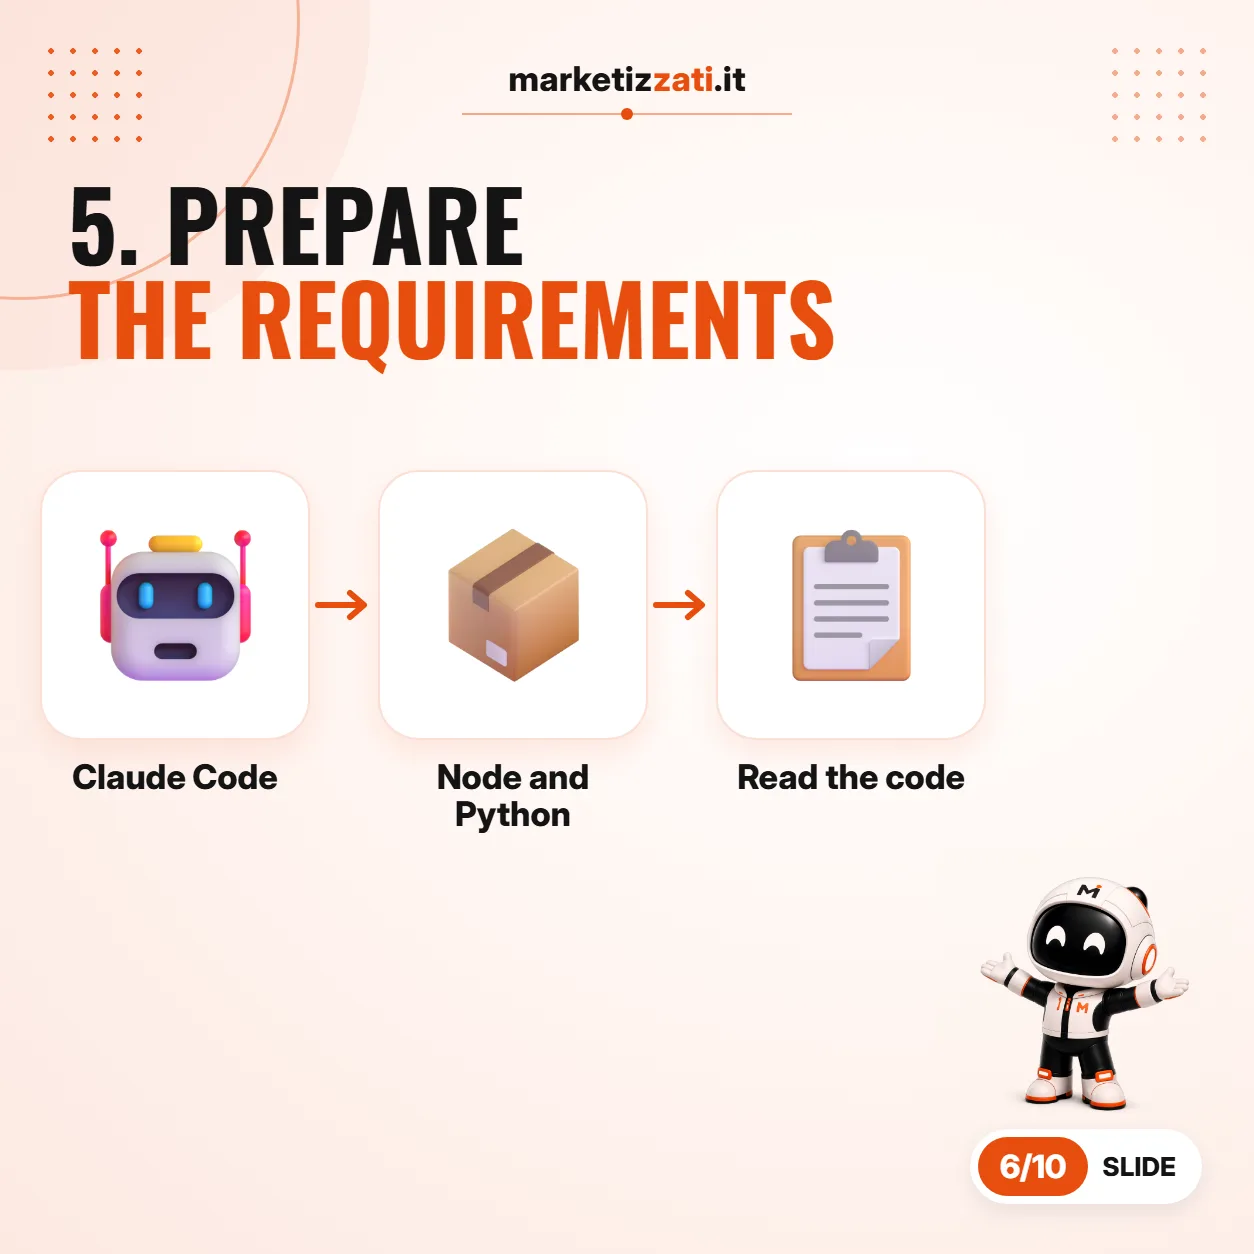 marketizzati.it
5. PREPARE
THE REQUIREMENTS
Claude Code
Node and
Python
Read the code
M
6/10 SLIDE